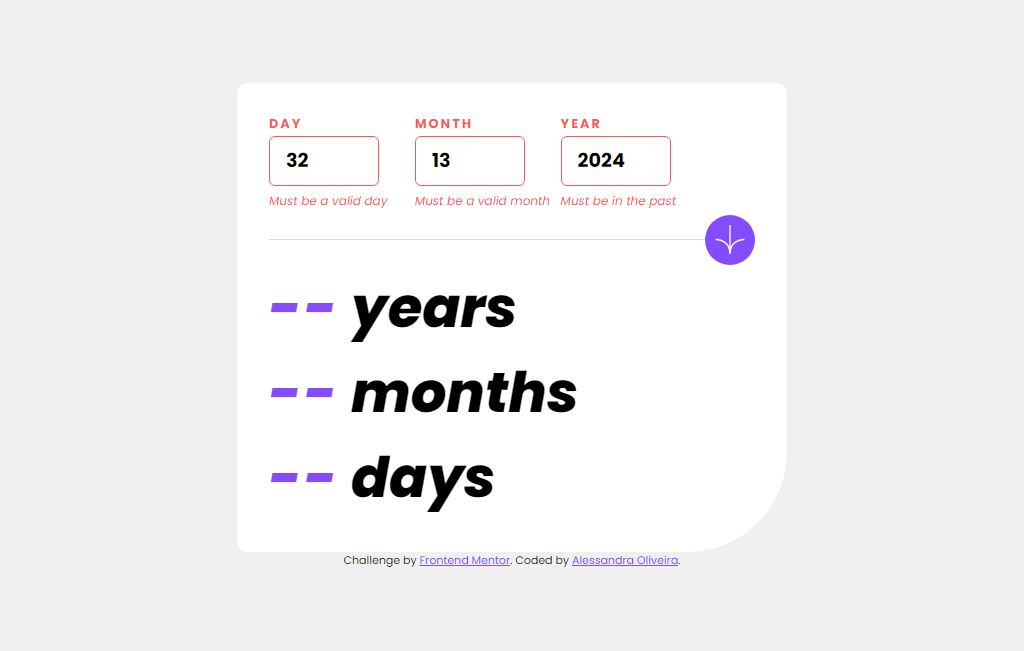 DAY MONTH YEAR
32 13 2024
Must be a valid day Must be a valid month Must be in the past
-- years
-- months
-- days
Challenge by Frontend Mentor. Coded by Alessandra Oliveira.